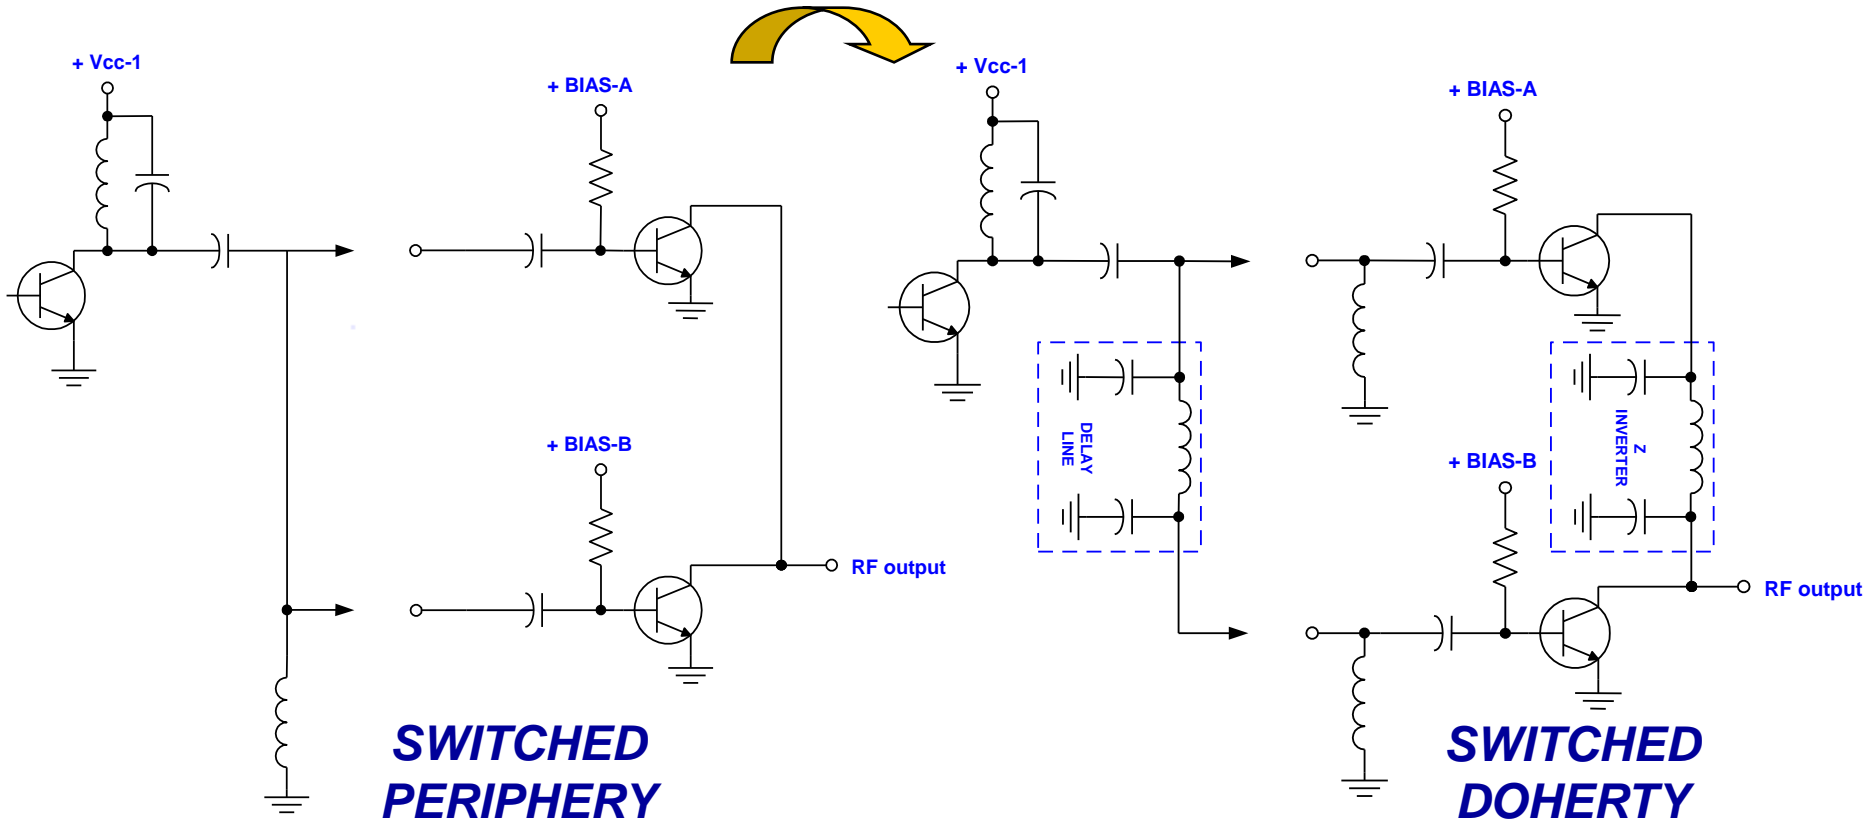 + Vcc-1
+ BIAS-A
+ BIAS-B
RF output
SWITCHED
PERIPHERY
+ Vcc-1
+ BIAS-A
DELAY
LINE
Z
INVERTER
+ BIAS-B
RF output
SWITCHED
DOHERTY